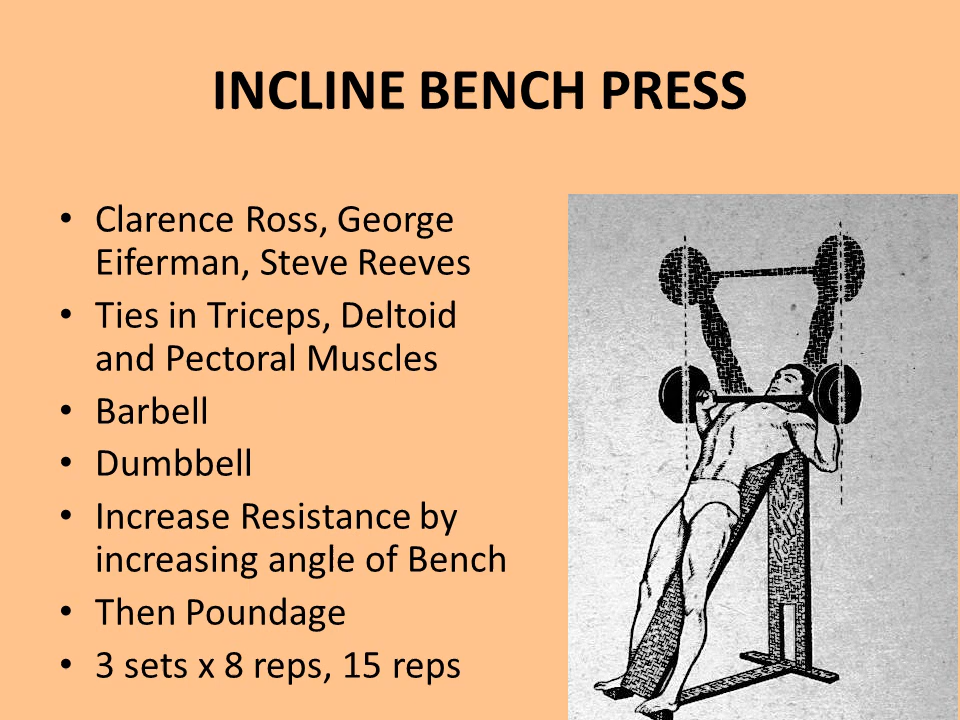 INCLINE BENCH PRESS
• Clarence Ross, George
Eiferman, Steve Reeves
• Ties in Triceps, Deltoid
and Pectoral Muscles
• Barbell
• Dumbbell
• Increase Resistance by
increasing angle of Bench
• Then Poundage
• 3 sets x 8 reps, 15 reps